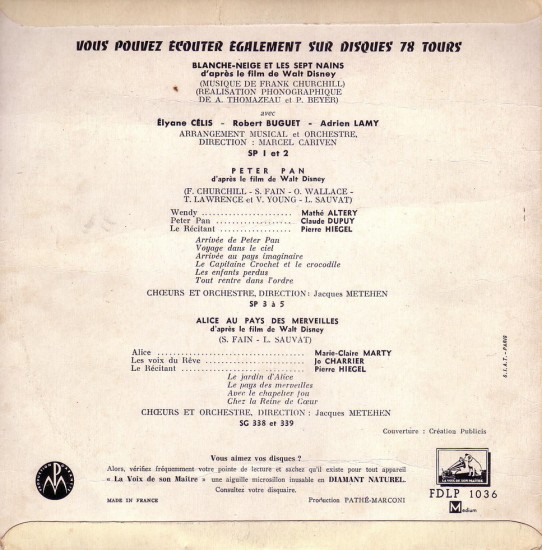 VOUS POUVEZ ÉCOUTER ÉGALEMENT SUR DISQUES 78 TOURS
BLANCHE-NEIGE ET LES SEPT NAINS
d'après le film de Walt Disney
(MUSIQUE DE FRANK CHURCHILL)
(RÉALISATION PHONOGRAPHIQUE
DE A. THOMAZEAU et P. BEYER)
avec
Élyane CÉLIS - Robert BUGUET - Adrien LAMY
ARRANGEMENT MUSICAL et ORCHESTRE,
DIRECTION : MARCEL CARIVEN
SP 1 et 2
PETER PAN
d'après le film de Walt Disney
(F. CHURCHILL - S. FAIN - O. WALLACE -
T. LAWRENCE et V. YOUNG - L. SAUVAT)
Wendy ..................... Mathé ALTERY
Peter Pan .................. Claude DUPUY
Le Récitant ................ Pierre HIEGEL
Arrivée de Peter Pan
Voyage dans le ciel
Arrivée au pays imaginaire
Le Capitaine Crochet et le crocodile
Les enfants perdus
Tout rentre dans l'ordre
CHŒURS ET ORCHESTRE, DIRECTION : Jacques METEHEN
SP 3 à 5
ALICE AU PAYS DES MERVEILLES
d'après le film de Walt Disney
(S. FAIN - L. SAUVAT)
Alice ........................... Marie-Claire MARTY
Les voix du Rêve ................ Jo CHARRIER
Le Récitant ..................... Pierre HIEGEL
Le jardin d'Alice
Le pays des merveilles
Avec le chapelier fou
Chez la Reine de Cœur
CHŒURS ET ORCHESTRE, DIRECTION : Jacques METEHEN
SG 338 et 339
Couverture : Création Publicis
Vous aimez vos disques ?
Alors, vérifiez fréquemment votre pointe de lecture et sachez qu'il existe pour tout appareil
« La Voix de son Maître » une aiguille microsillon inusable en DIAMANT NATUREL.
Consultez votre disquaire.
MADE IN FRANCE
Production PATHÉ-MARCONI
LA VOIX DE SON MAITRE
FDLP 1036
M
Medium